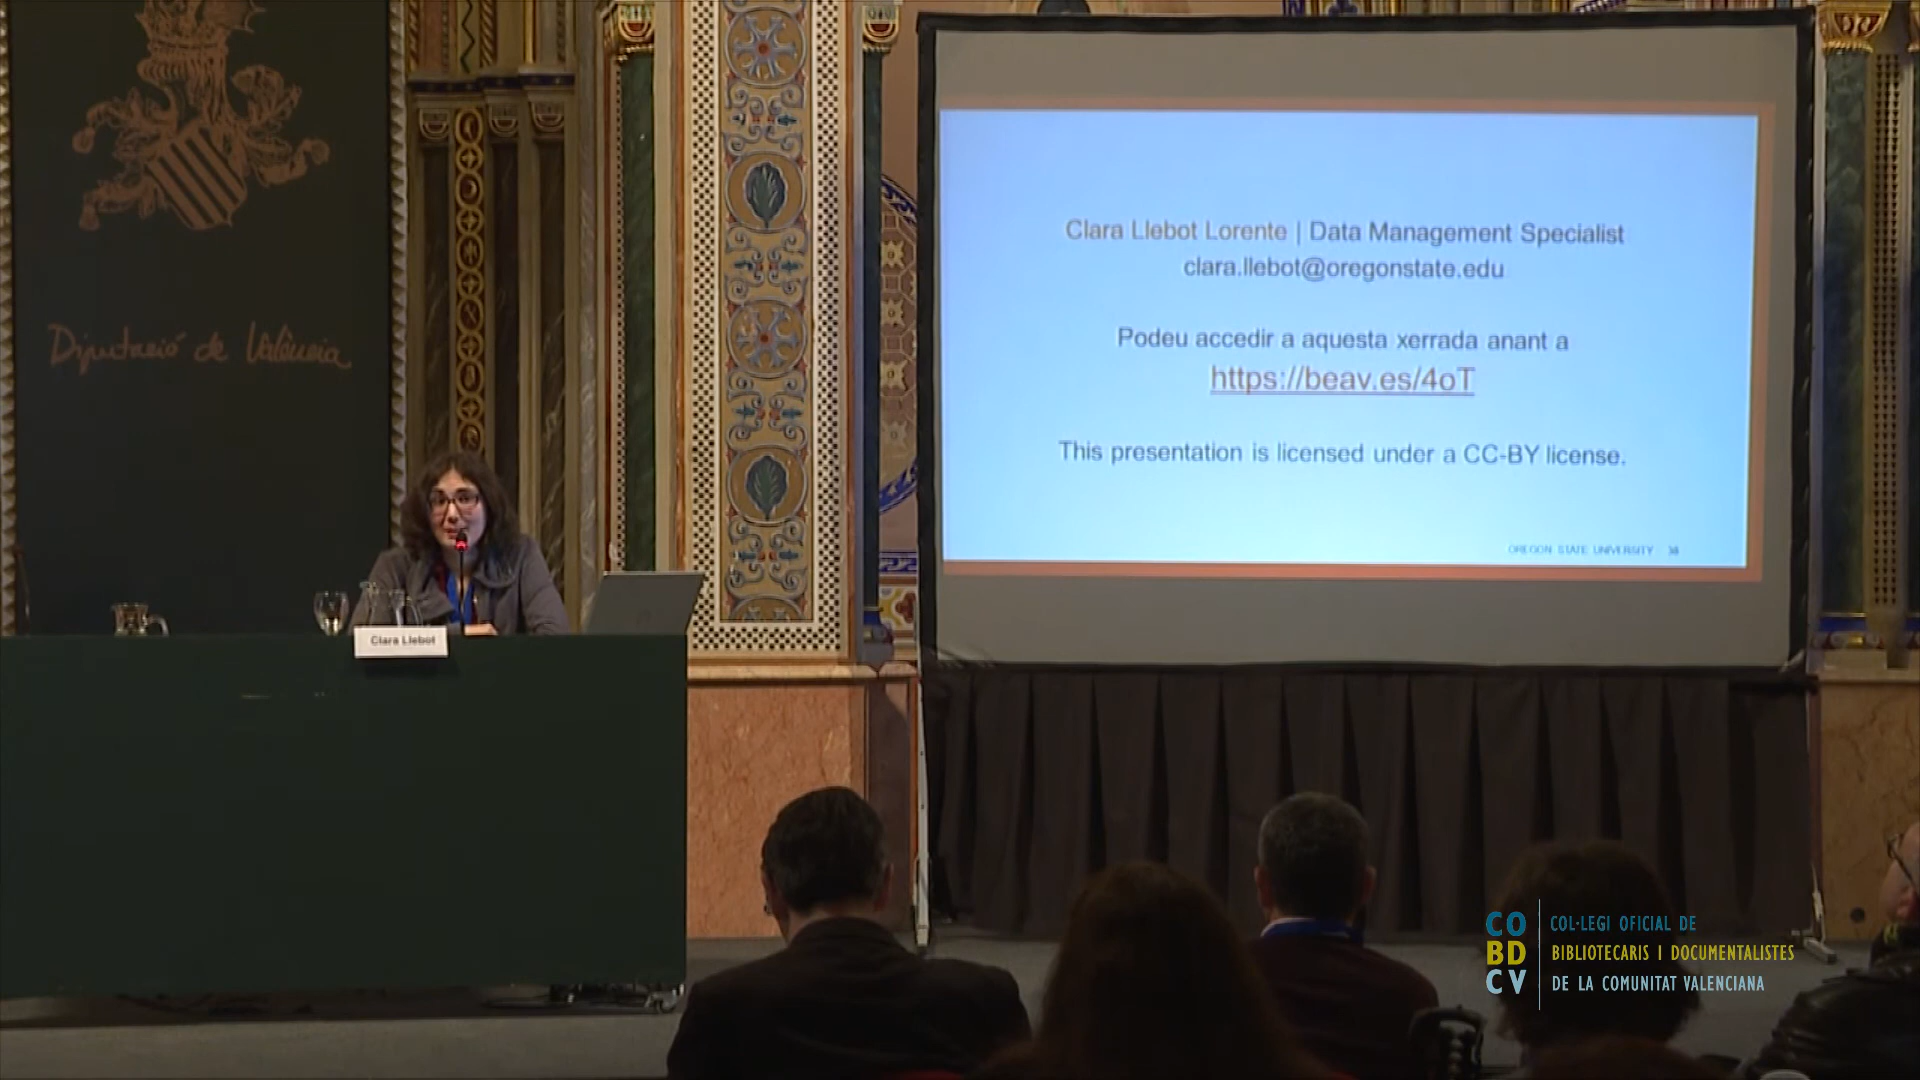 Diputació de València
Clara Llebot Lorente | Data Management Specialist
clara.llebot@oregonstate.edu
Podeu accedir a aquesta xerrada anant a
https://beav.es/4oT
This presentation is licensed under a CC-BY license.
OREGON STATE UNIVERSITY 38
Clara Llebot
CO
BD
CV
COL·LEGI OFICIAL DE
BIBLIOTECARIS I DOCUMENTALISTES
DE LA COMUNITAT VALENCIANA